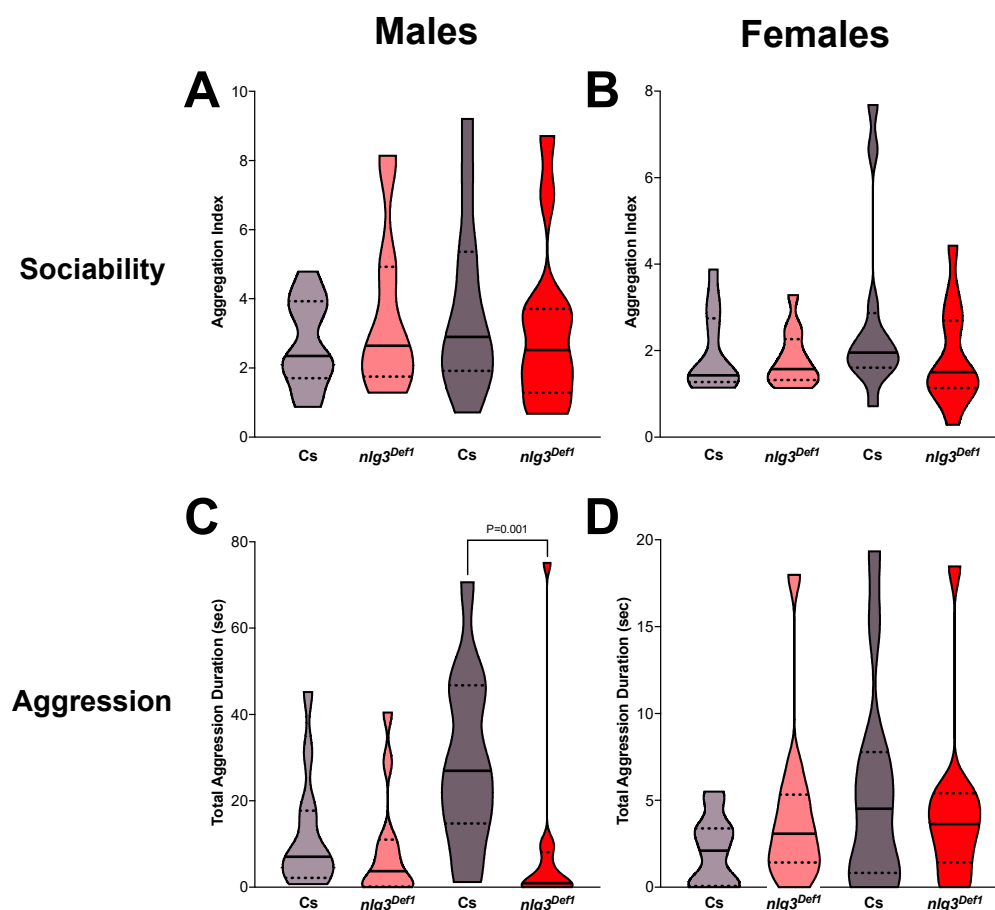 Males
Females
Sociability
A
Aggregation Index
10
8
6
4
2
0
Cs
nlg3Def1
Cs
nlg3Def1
B
Aggregation Index
8
6
4
2
0
Cs
nlg3Def1
Cs
nlg3Def1
Aggression
C
Total Aggression Duration (sec)
80
60
40
20
0
P=0.001
Cs
nlg3Def1
Cs
nlg3Def1
D
Total Aggression Duration (sec)
20
15
10
5
0
Cs
nlg3Def1
Cs
nlg3Def1